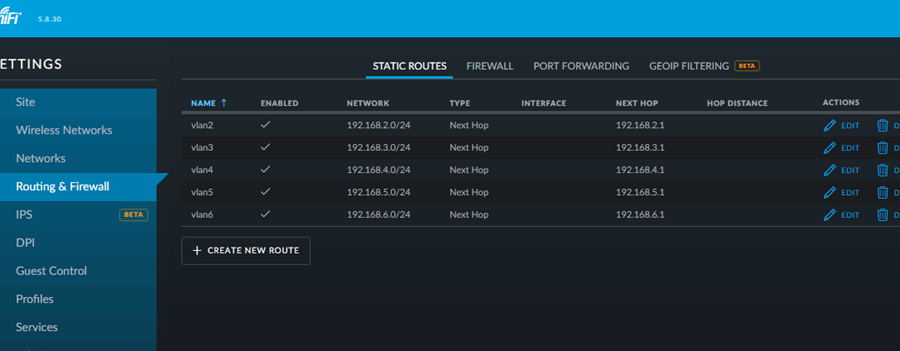 niFi 5.8.30
ETTINGS
STATIC ROUTES FIREWALL PORT FORWARDING GEOIP FILTERING BETA
Site
Wireless Networks
Networks
Routing & Firewall
IPS BETA
DPI
Guest Control
Profiles
Services
NAME ↑ ENABLED NETWORK TYPE INTERFACE NEXT HOP HOP DISTANCE ACTIONS
vlan2 ✓ 192.168.2.0/24 Next Hop 192.168.2.1 EDIT D
vlan3 ✓ 192.168.3.0/24 Next Hop 192.168.3.1 EDIT D
vlan4 ✓ 192.168.4.0/24 Next Hop 192.168.4.1 EDIT D
vlan5 ✓ 192.168.5.0/24 Next Hop 192.168.5.1 EDIT D
vlan6 ✓ 192.168.6.0/24 Next Hop 192.168.6.1 EDIT D
+ CREATE NEW ROUTE